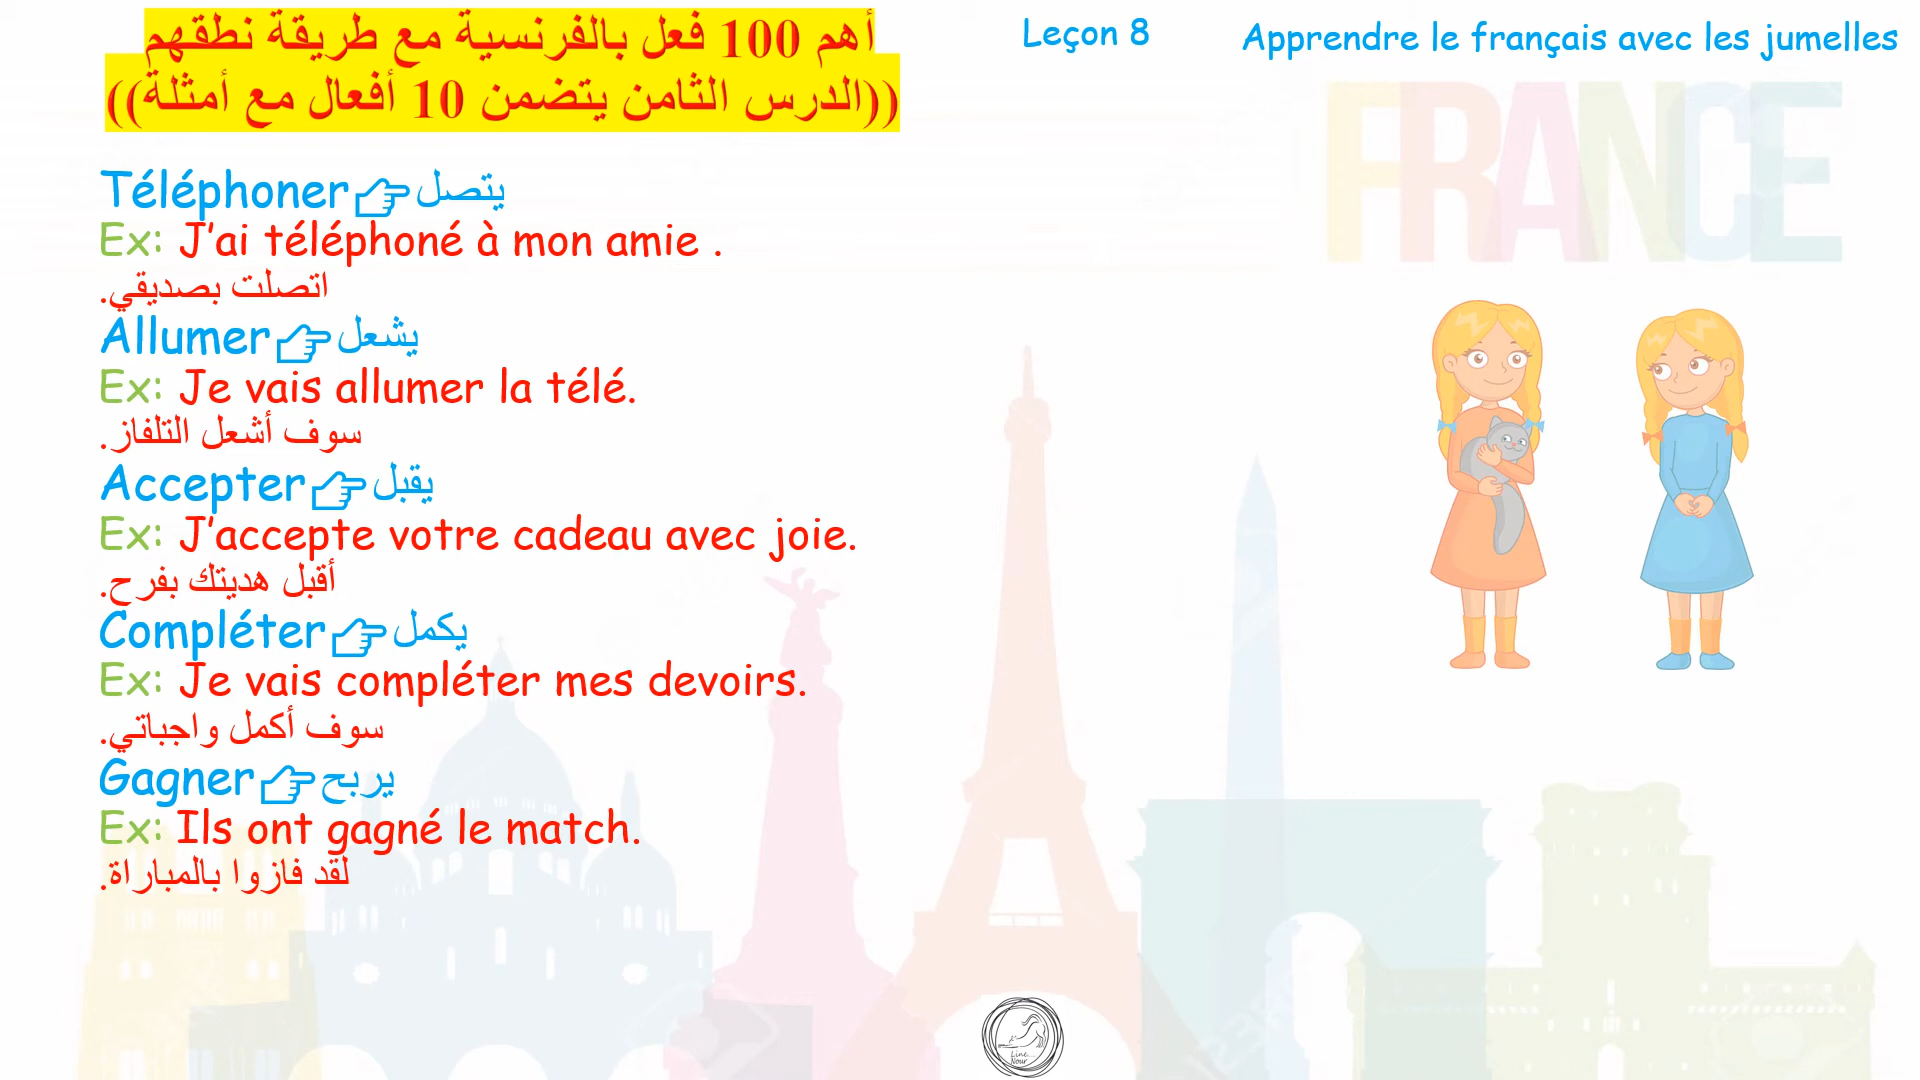 أهم 100 فعل بالفرنسية مع طريقة نطقهم
((الدرس الثامن يتضمن 10 أفعال مع أمثلة))
Leçon 8
Apprendre le français avec les jumelles
FRANCE
Téléphoner👉يتصل
Ex: J’ai téléphoné à mon amie .
اتصلت بصديقي.
Allumer👉يشعل
Ex: Je vais allumer la télé.
سوف أشعل التلفاز.
Accepter👉يقبل
Ex: J’accepte votre cadeau avec joie.
أقبل هديتك بفرح.
Compléter👉يكمل
Ex: Je vais compléter mes devoirs.
سوف أكمل واجباتي.
Gagner👉يربح
Ex: Ils ont gagné le match.
لقد فازوا بالمباراة.
Line...
Nour